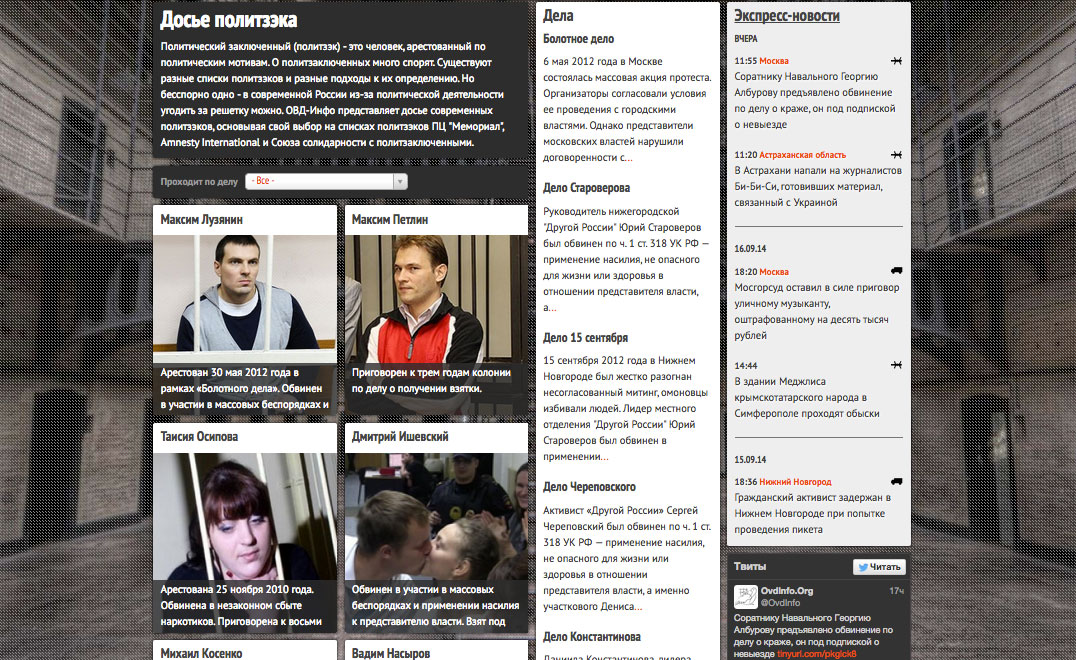 Досье политзэка
Политический заключенный (политзэк) - это человек, арестованный по
политическим мотивам. О политзаключенных много спорят. Существуют
разные списки политзэков и разные подходы к их определению. Но
бесспорно одно - в современной России из-за политической деятельности
угодить за решетку можно. ОВД-Инфо представляет досье современных
политзэков, основывая свой выбор на списках политзэков ПЦ "Мемориал",
Amnesty International и Союза солидарности с политзаключенными.
Проходит по делу
- Все -
Максим Лузянин
Арестован 30 мая 2012 года в
рамках «Болотного дела». Обвинен
в участии в массовых беспорядках и
Максим Петлин
Приговорен к трем годам колонии
по делу о получении взятки.
Таисия Осипова
Арестована 25 ноября 2010 года.
Обвинена в незаконном сбыте
наркотиков. Приговорена к восьми
Дмитрий Ишевский
Обвинен в участии в массовых
беспорядках и применении насилия
к представителю власти. Взят под
Михаил Косенко
Вадим Насыров
Дела
Болотное дело
6 мая 2012 года в Москве
состоялась массовая акция протеста.
Организаторы согласовали условия
ее проведения с городскими
властями. Однако представители
московских властей нарушили
договоренности с...
Дело Староверова
Руководитель нижегородской
"Другой России" Юрий Староверов
был обвинен по ч. 1 ст. 318 УК РФ —
применение насилия, не опасного
для жизни или здоровья в
отношении представителя власти,
а...
Дело 15 сентября
15 сентября 2012 года в Нижнем
Новгороде был жестко разогнан
несогласованный митинг, омоновцы
избивали людей. Лидер местного
отделения "Другой России" Юрий
Староверов был обвинен в
применении...
Дело Череповского
Активист «Другой России» Сергей
Череповский был обвинен по ч. 1 ст.
318 УК РФ — применение насилия,
не опасного для жизни или
здоровья в отношении
представителя власти, а именно
участкового Дениса...
Дело Константинова
Даниила Константинова, лидера
Экспресс-новости
ВЧЕРА
11:55 Москва
Соратнику Навального Георгию
Албурову предъявлено обвинение
по делу о краже, он под подпиской
о невыезде
11:20 Астраханская область
В Астрахани напали на журналистов
Би-Би-Си, готовивших материал,
связанный с Украиной
16.09.14
18:20 Москва
Мосгорсуд оставил в силе приговор
уличному музыканту,
оштрафованному на десять тысяч
рублей
14:44
В здании Меджлиса
крымскотатарского народа в
Симферополе проходят обыски
15.09.14
18:36 Нижний Новгород
Гражданский активист задержан в
Нижнем Новгороде при попытке
проведения пикета
Твиты
Читать
OvdInfo.Org
17ч
@OvdInfo
Соратнику Навального Георгию
Албурову предъявлено обвинение по
делу о краже, он под подпиской о
невыезде tinyurl.com/pkglck6